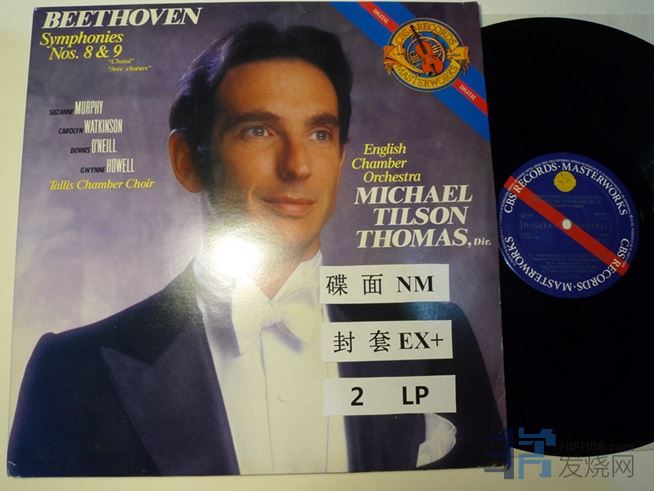 BEETHOVEN
Symphonies
Nos. 8 & 9
"Choral"
"Avec chœurs"
SUZANNE MURPHY
CAROLYN WATKINSON
DENNIS O'NEILL
GWYNNE HOWELL
Tallis Chamber Choir
DIGITAL
CBS RECORDS
MASTERWORKS
DIGITAL
English
Chamber
Orchestra
MICHAEL
TILSON
THOMAS, Dir.
碟 面 NM
封 套 EX+
2 LP
CBS RECORDS · MASTERWORKS
DIGITAL
CBS RECORDS · MASTERWORKS
HIFI168.com
发烧网